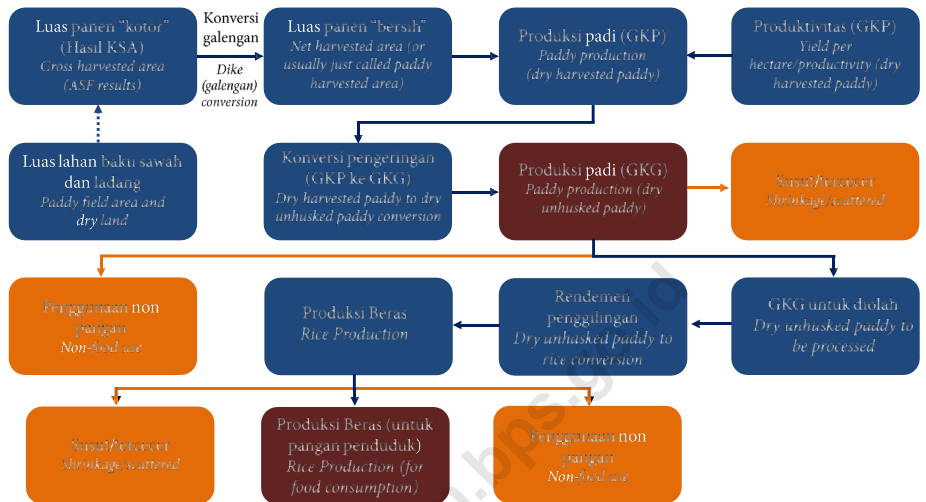 Luas panen “kotor”
(Hasil KSA)
Gross harvested area
(ASF results)
Konversi
galengan
Dike
(galengan)
conversion
Luas panen “bersih”
Net harvested area (or
usually just called paddy
harvested area)
Produksi padi (GKP)
Paddy production
(dry harvested paddy)
Produktivitas (GKP)
Yield per
hectare/productivity (dry
harvested paddy)
Luas lahan baku sawah
dan ladang
Paddy field area and
dry land
Konversi pengeringan
(GKP ke GKG)
Dry harvested paddy to dry
unhusked paddy conversion
Produksi padi (GKG)
Paddy production (dry
unhusked paddy)
Susut/tercecer
Shrinkage/scattered
Penggunaan non
pangan
Non-food use
Produksi Beras
Rice Production
Rendemen
penggilingan
Dry unhusked paddy to
rice conversion
GKG untuk diolah
Dry unhusked paddy to
be processed
Susut/tercecer
Shrinkage/scattered
Produksi Beras (untuk
pangan penduduk)
Rice Production (for
food consumption)
Penggunaan non
pangan
Non-food use
.bps.go.id